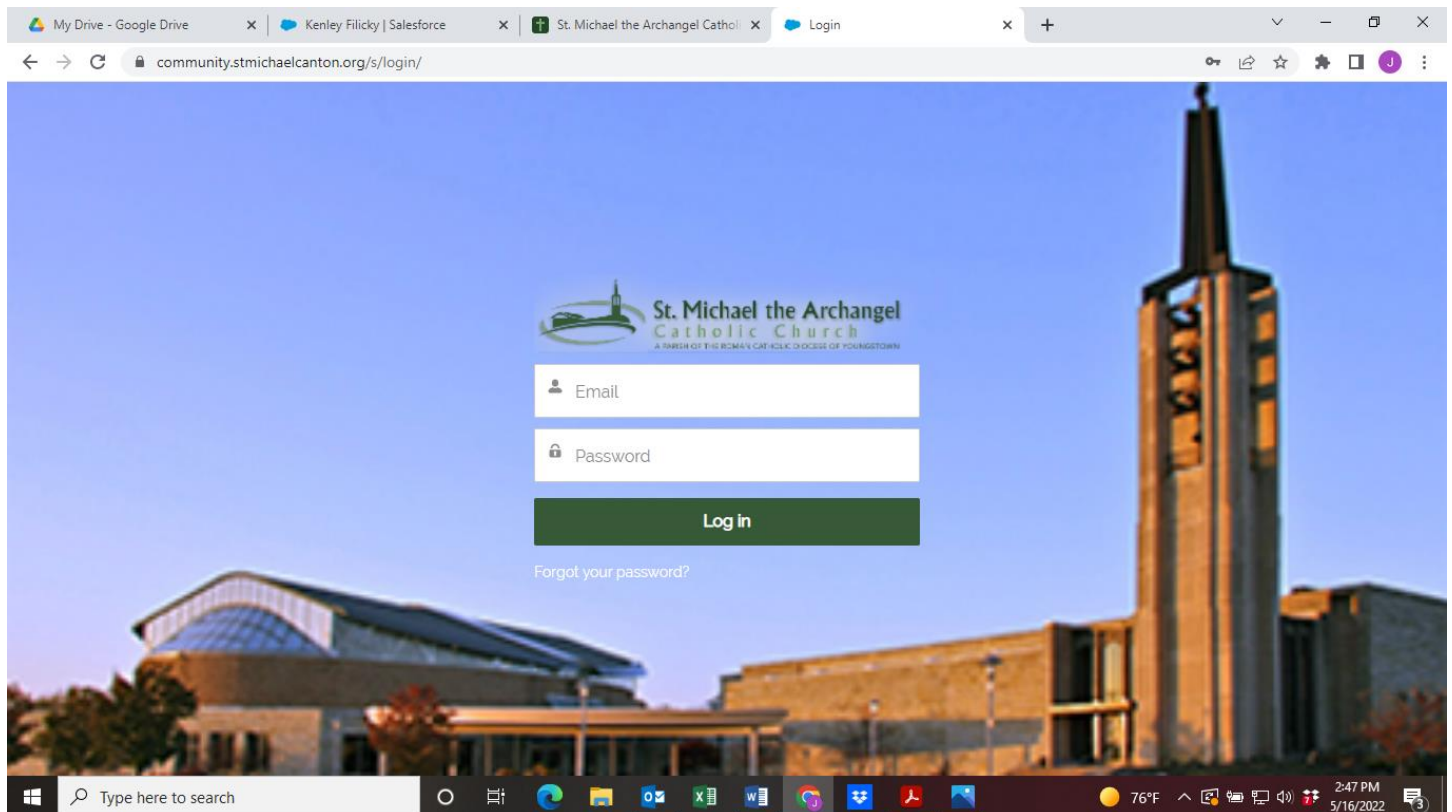 My Drive - Google Drive
Kenley Filicky | Salesforce
St. Michael the Archangel Catholi
Login
community.stmichaelcanton.org/s/login/
J
St. Michael the Archangel
Catholic Church
A PARISH OF THE ROMAN CATHOLIC DIOCESE OF YOUNGSTOWN
Email
Password
Log in
Forgot your password?
Type here to search
76°F
2:47 PM
5/16/2022
3